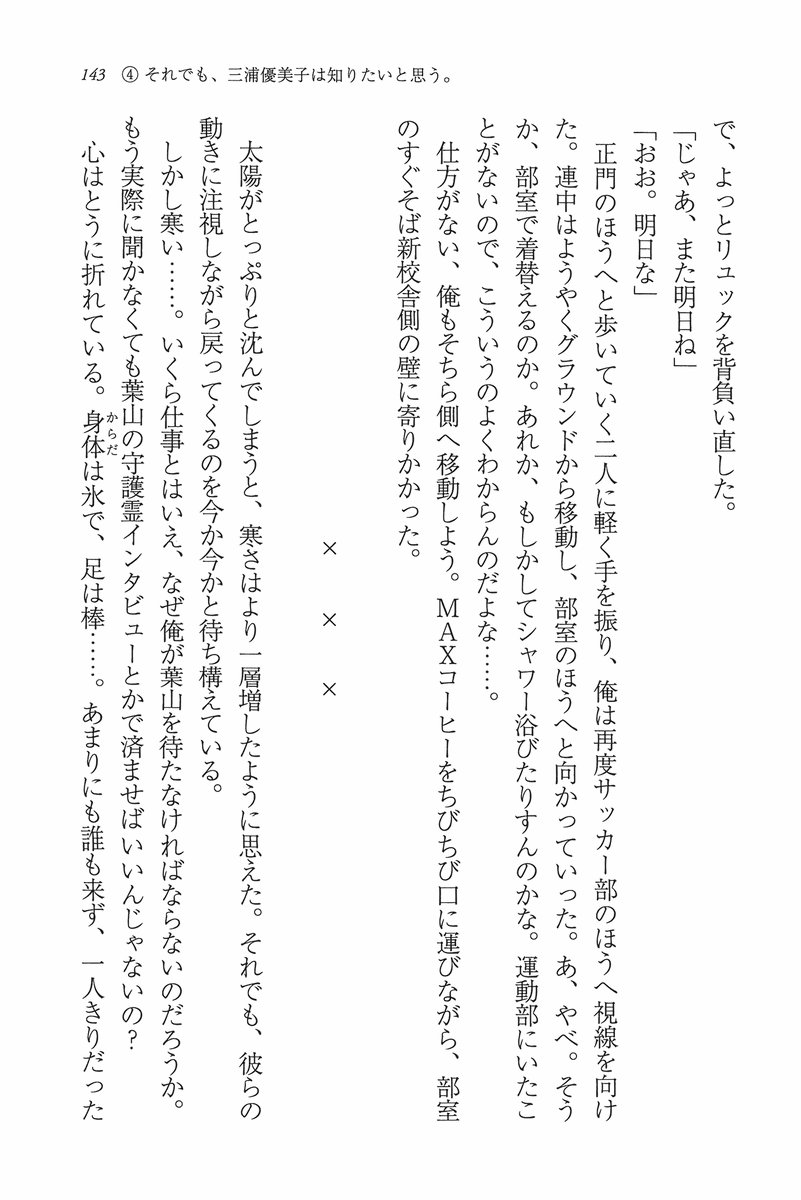 143 ④ それでも、三浦優美子は知りたいと思う。
で、よっとリュックを背負い直した。
「じゃあ、また明日ね」
「おお。明日な」
正門のほうへと歩いていく二人に軽く手を振り、俺は再度サッカー部のほうへ視線を向け
た。連中はようやくグラウンドから移動し、部室のほうへと向かっていった。あ、やべ。そう
か、部室で着替えるのか。あれか、もしかしてシャワー浴びたりすんのかな。運動部にいたこ
とがないので、こういうのよくわからんのだよな……。
仕方がない、俺もそちら側へ移動しよう。ＭＡＸコーヒーをちびちび口に運びながら、部室
のすぐそば新校舎側の壁に寄りかかった。
× × ×
太陽がとっぷりと沈んでしまうと、寒さはより一層増したように思えた。それでも、彼らの
動きに注視しながら戻ってくるのを今か今かと待ち構えている。
しかし寒い……。いくら仕事とはいえ、なぜ俺が葉山を待たなければならないのだろうか。
もう実際に聞かなくても葉山の守護霊インタビューとかで済ませばいいんじゃないの？
心はとうに折れている。身体からだは氷で、足は棒……。あまりにも誰も来ず、一人きりだった